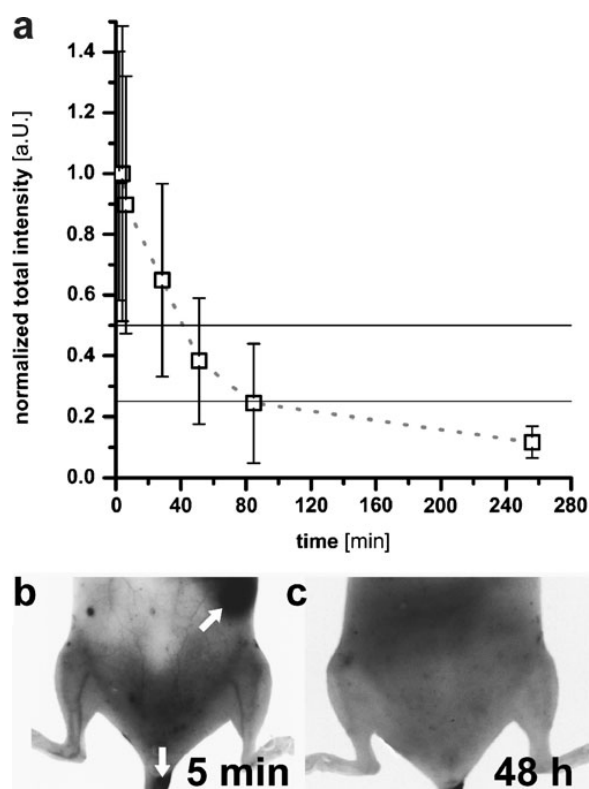 a
normalized total intensity [a.U.]
1.4
1.2
1.0
0.8
0.6
0.4
0.2
0.0
0 40 80 120 160 200 240 280
time [min]
b
5 min
c
48 h